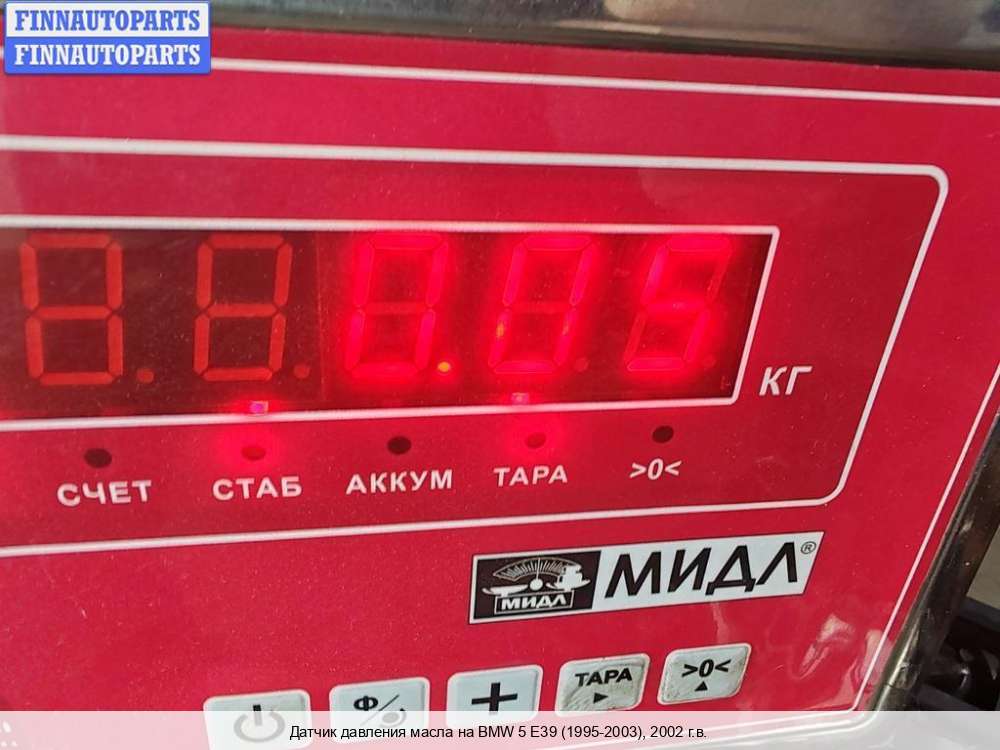 FINNAUTOPARTS
FINNAUTOPARTS
0.05
КГ
СЧЕТ СТАБ АККУМ ТАРА >0<
МИДЛ МИДЛ®
Ф/ + ТАРА >0<
Датчик давления масла на BMW 5 E39 (1995-2003), 2002 г.в.